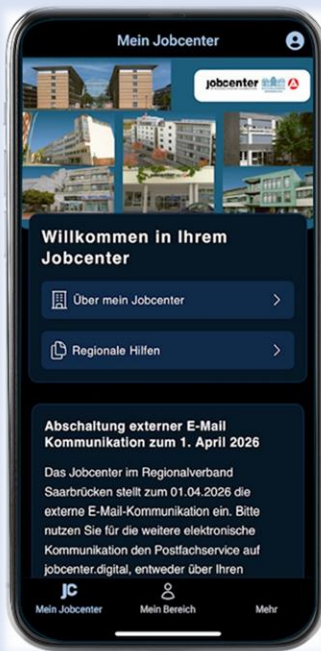 Mein Jobcenter
jobcenter
Willkommen in Ihrem
Jobcenter
Über mein Jobcenter
Regionale Hilfen
Abschaltung externer E-Mail
Kommunikation zum 1. April 2026
Das Jobcenter im Regionalverband
Saarbrücken stellt zum 01.04.2026 die
externe E-Mail-Kommunikation ein. Bitte
nutzen Sie für die weitere elektronische
Kommunikation den Postfachservice auf
jobcenter.digital, entweder über Ihren
JC
Mein Jobcenter
Mein Bereich
Mehr